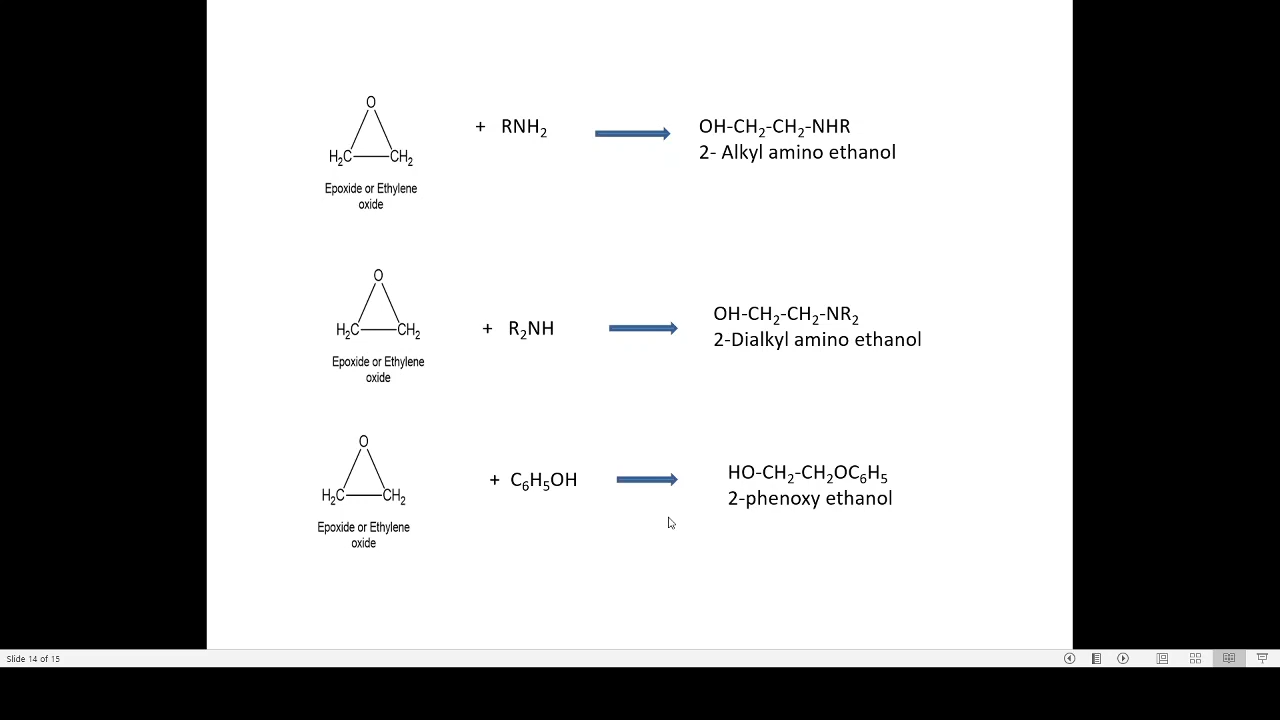 O
H₂C CH₂
Epoxide or Ethylene
oxide
+ RNH₂
OH-CH₂-CH₂-NHR
2- Alkyl amino ethanol
O
H₂C CH₂
Epoxide or Ethylene
oxide
+ R₂NH
OH-CH₂-CH₂-NR₂
2-Dialkyl amino ethanol
O
H₂C CH₂
Epoxide or Ethylene
oxide
+ C₆H₅OH
HO-CH₂-CH₂OC₆H₅
2-phenoxy ethanol
Slide 14 of 15